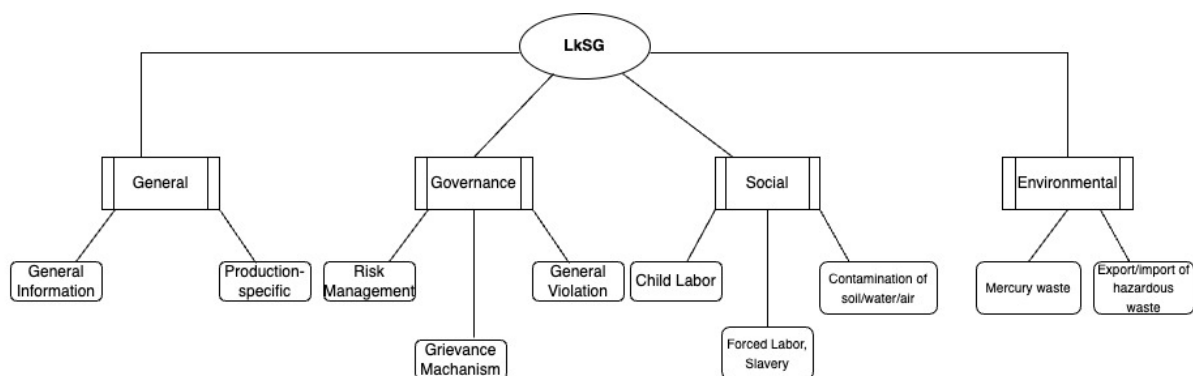 LkSG
General
Governance
Social
Environmental
General
Information
Production-
specific
Risk
Management
Grievance
Machanism
General
Violation
Child Labor
Forced Labor,
Slavery
Contamination of
soil/water/air
Mercury waste
Export/import of
hazardous
waste